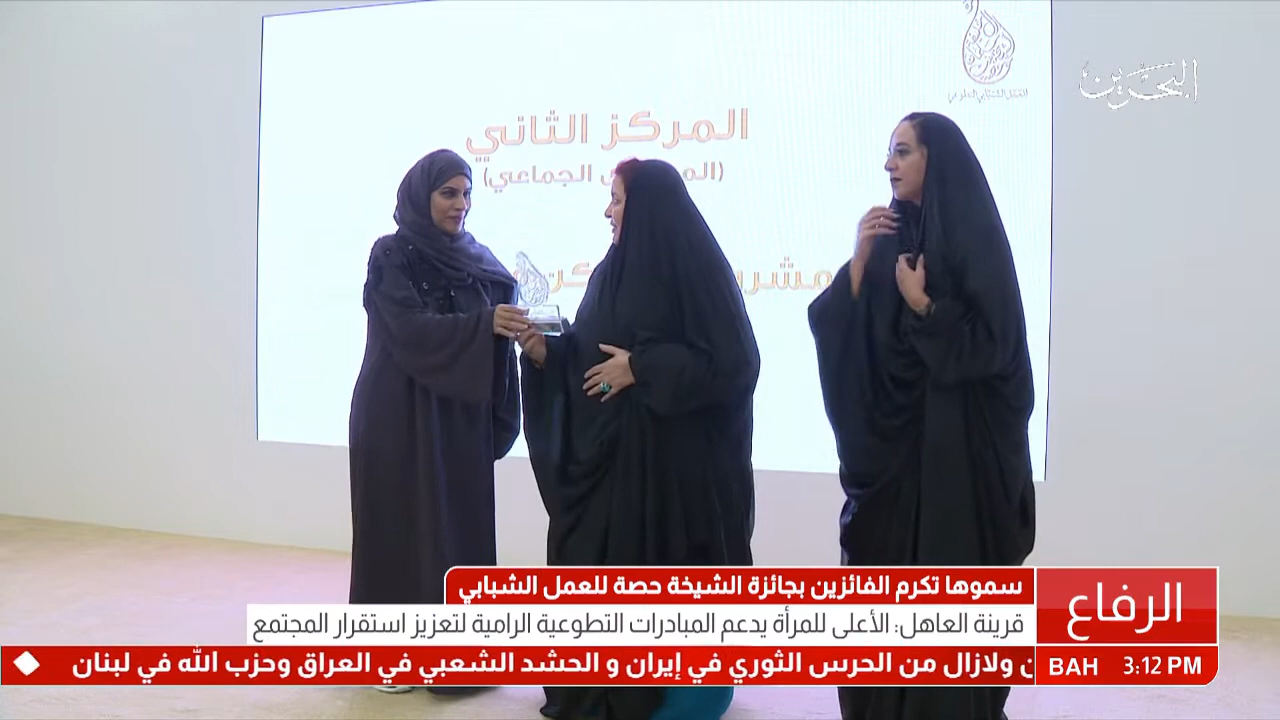 البحرين
المركز الثاني
الجماعي)
سموها تكرم الفائزين بجائزة الشيخة حصة للعمل الشبابي
الرفاع
قرينة العاهل: الأعلى للمرأة يدعم المبادرات التطوعية الرامية لتعزيز استقرار المجتمع
ولازال من الحرس الثوري في إيران و الحشد الشعبي في العراق وحزب الله في لبنان
BAH 3:12 PM